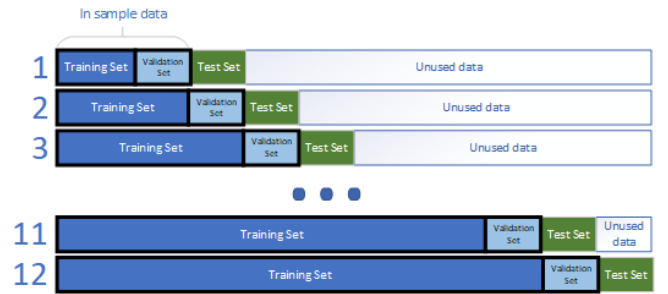 In sample data
1 Training Set Validation Set Test Set Unused data
2 Training Set Validation Set Test Set Unused data
3 Training Set Validation Set Test Set Unused data
11 Training Set Validation Set Test Set Unused data
12 Training Set Validation Set Test Set